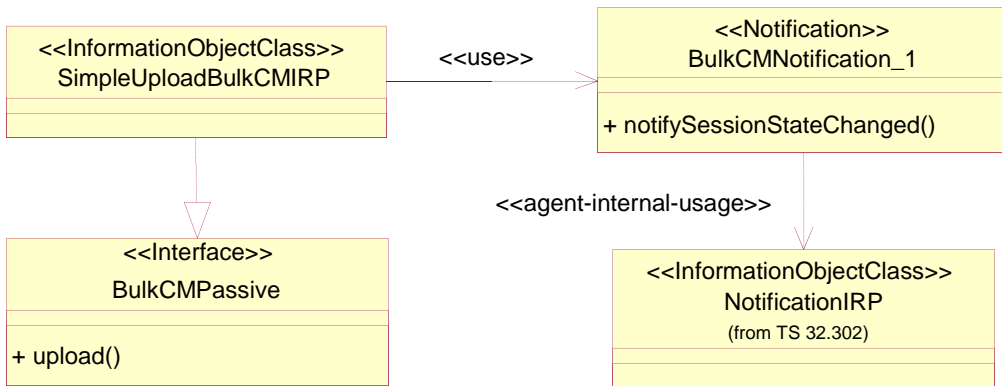 <<InformationObjectClass>>
SimpleUploadBulkCMIRP
<<use>>
<<Notification>>
BulkCMNotification_1
+ notifySessionStateChanged()
<<agent-internal-usage>>
<<Interface>>
BulkCMPassive
+ upload()
<<InformationObjectClass>>
NotificationIRP
(from TS 32.302)